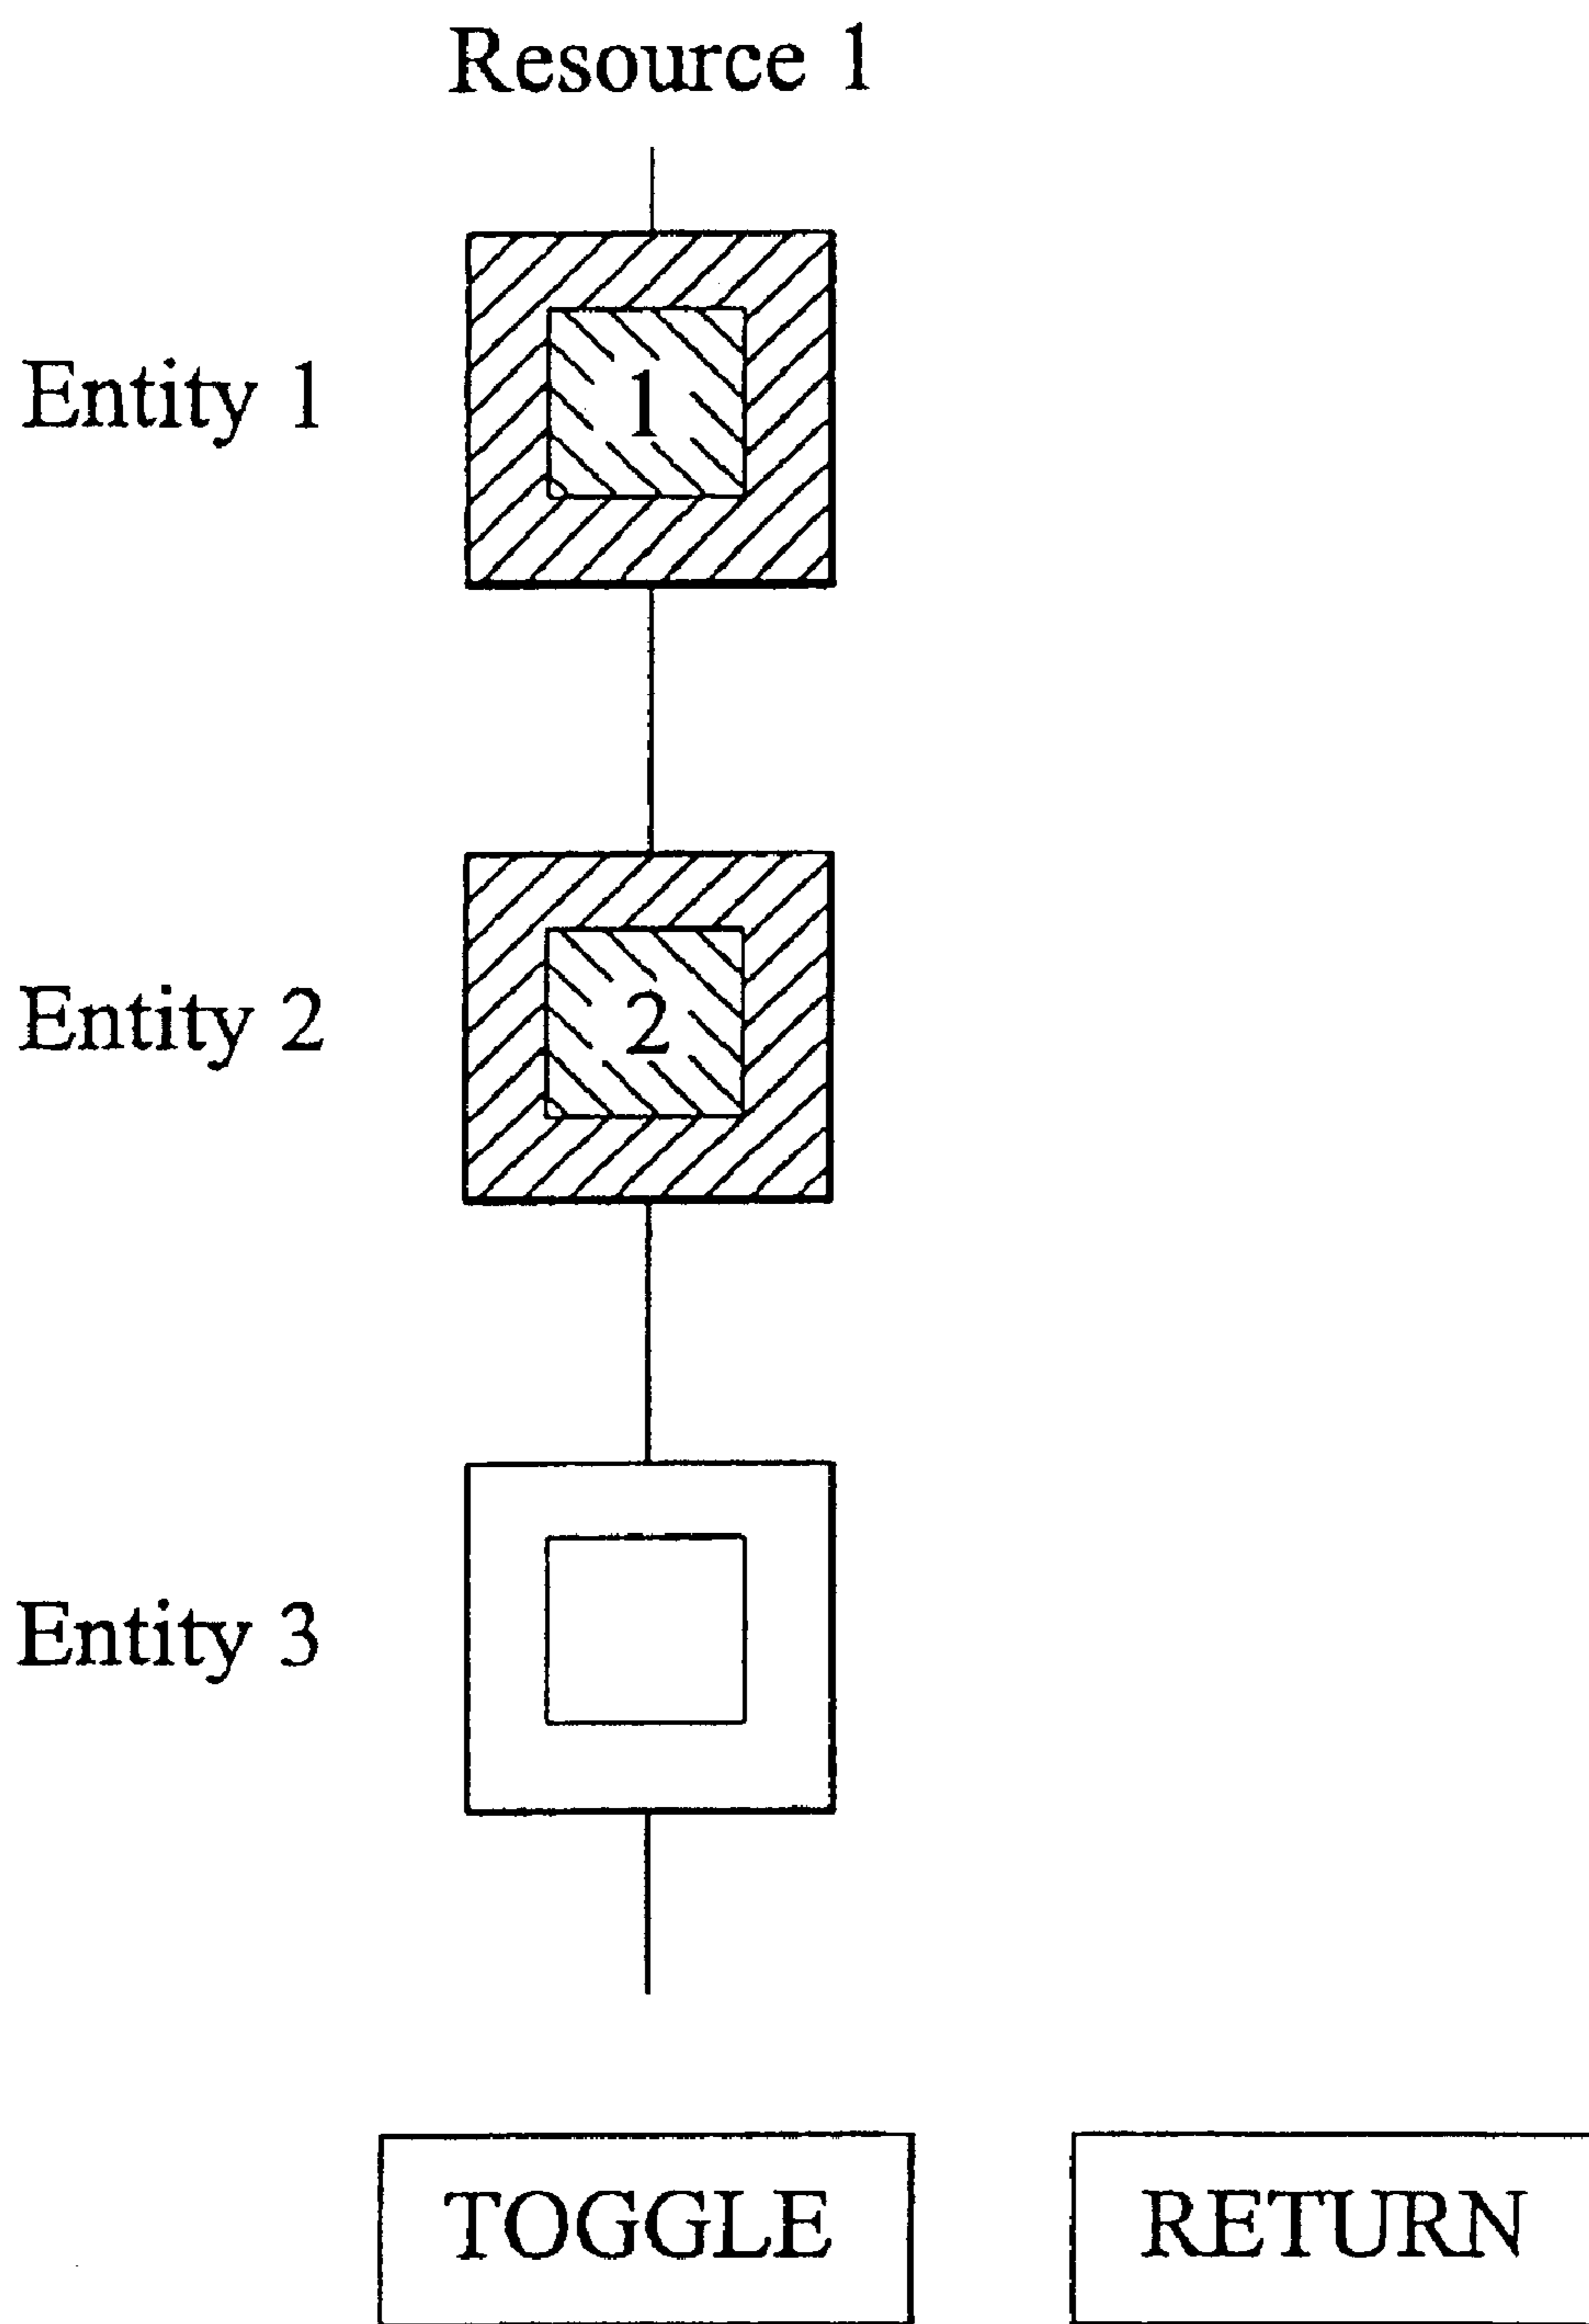 Resource 1
Entity 1
1
Entity 2
2
Entity 3
TOGGLE
RETURN